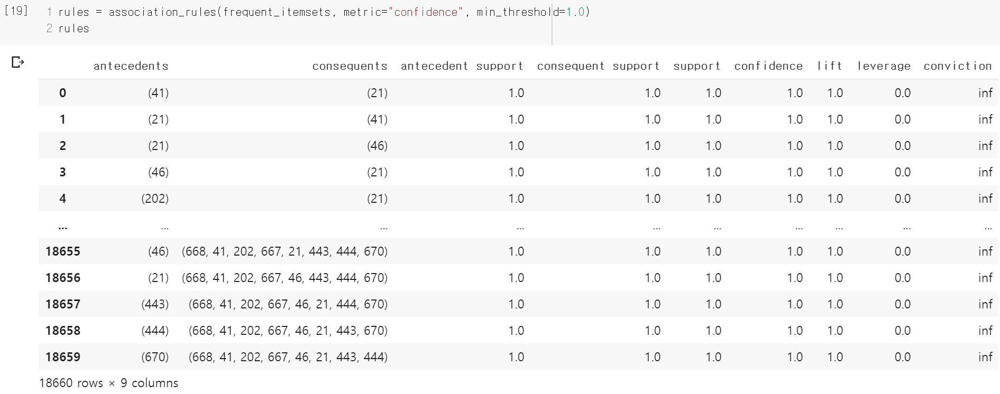 [19] 1 rules = association_rules(frequent_itemsets, metric="confidence", min_threshold=1.0)
2 rules
antecedents consequents antecedent support consequent support support confidence lift leverage conviction
0 (41) (21) 1.0 1.0 1.0 1.0 1.0 0.0 inf
1 (21) (41) 1.0 1.0 1.0 1.0 1.0 0.0 inf
2 (21) (46) 1.0 1.0 1.0 1.0 1.0 0.0 inf
3 (46) (21) 1.0 1.0 1.0 1.0 1.0 0.0 inf
4 (202) (21) 1.0 1.0 1.0 1.0 1.0 0.0 inf
... ... ... ... ... ... ... ... ... ...
18655 (46) (668, 41, 202, 667, 21, 443, 444, 670) 1.0 1.0 1.0 1.0 1.0 0.0 inf
18656 (21) (668, 41, 202, 667, 46, 443, 444, 670) 1.0 1.0 1.0 1.0 1.0 0.0 inf
18657 (443) (668, 41, 202, 667, 46, 21, 444, 670) 1.0 1.0 1.0 1.0 1.0 0.0 inf
18658 (444) (668, 41, 202, 667, 46, 21, 443, 670) 1.0 1.0 1.0 1.0 1.0 0.0 inf
18659 (670) (668, 41, 202, 667, 46, 21, 443, 444) 1.0 1.0 1.0 1.0 1.0 0.0 inf
18660 rows × 9 columns